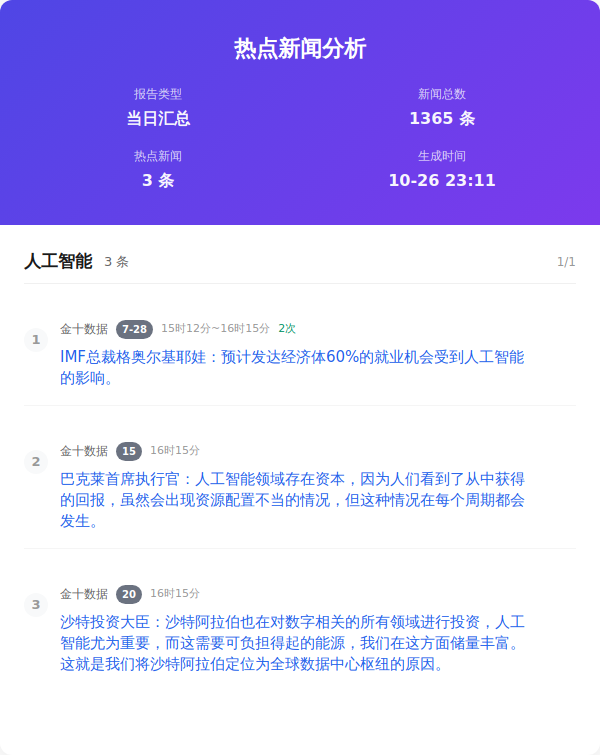 热点新闻分析
报告类型
新闻总数
当日汇总
1365 条
热点新闻
生成时间
3 条
10-26 23:11
人工智能 3 条 1/1
1 金十数据 7-28 15时12分~16时15分 2次
IMF总裁格奥尔基耶娃：预计发达经济体60%的就业机会受到人工智能
的影响。
2 金十数据 15 16时15分
巴克莱首席执行官：人工智能领域存在资本，因为人们看到了从中获得
的回报，虽然会出现资源配置不当的情况，但这种情况在每个周期都会
发生。
3 金十数据 20 16时15分
沙特投资大臣：沙特阿拉伯也在对数字相关的所有领域进行投资，人工
智能尤为重要，而这需要可负担得起的能源，我们在这方面储量丰富。
这就是我们将沙特阿拉伯定位为全球数据中心枢纽的原因。